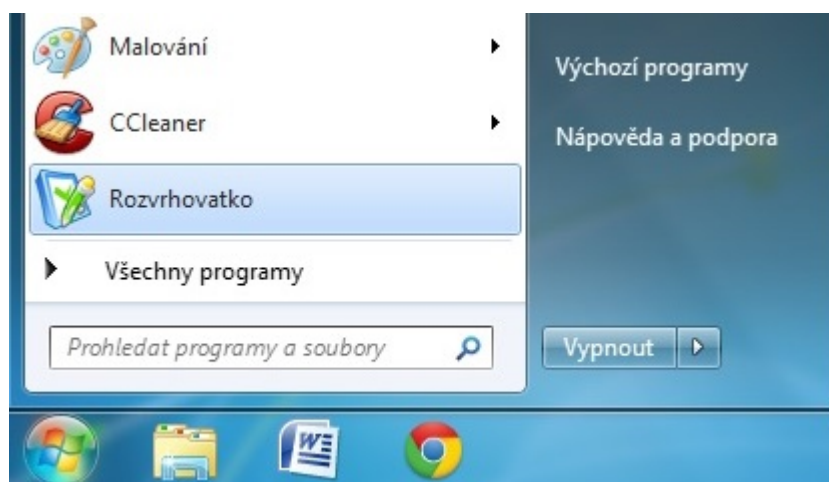 Malování
CCleaner
Rozvrhovatko
Všechny programy
Prohledat programy a soubory
Výchozí programy
Nápověda a podpora
Vypnout
W